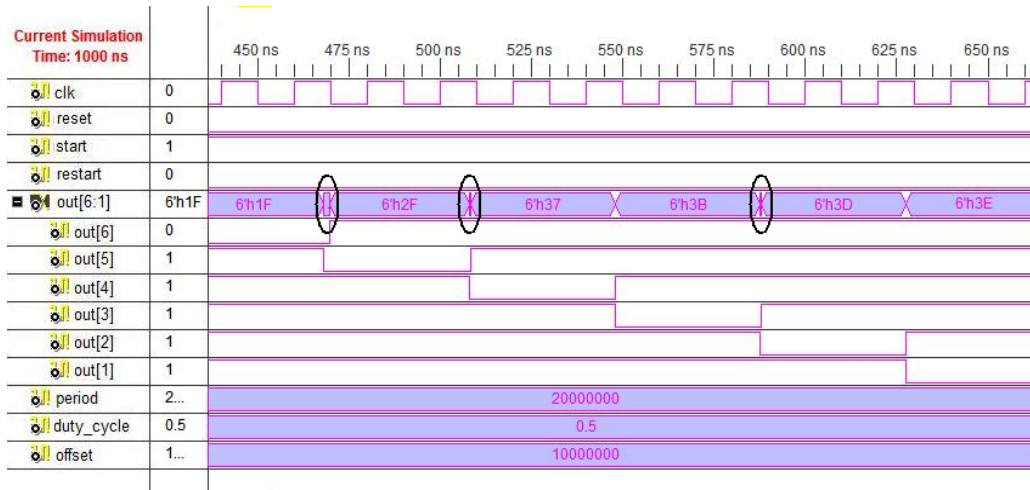 Current Simulation
Time: 1000 ns
450 ns 475 ns 500 ns 525 ns 550 ns 575 ns 600 ns 625 ns 650 ns
clk 0
reset 0
start 1
restart 0
out[6:1] 6'h1F 6'h1F 6'h2F 6'h37 6'h3B 6'h3D 6'h3E
out[6] 0
out[5] 1
out[4] 1
out[3] 1
out[2] 1
out[1] 1
period 2... 20000000
duty_cycle 0.5 0.5
offset 1... 10000000